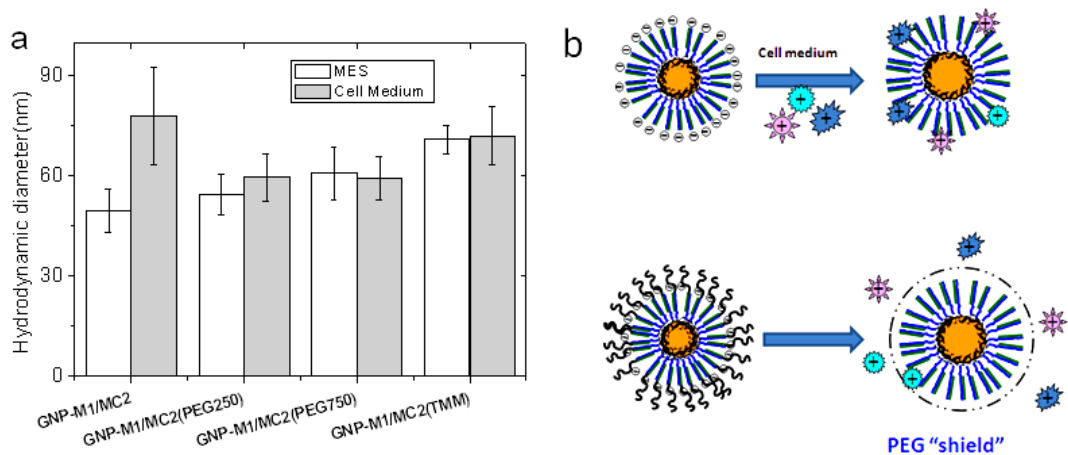 a
Hydrodynamic diameter(nm)
90
60
30
0
MES
Cell Medium
GNP-M1/MC2
GNP-M1/MC2(PEG250)
GNP-M1/MC2(PEG750)
GNP-M1/MC2(TMM)
b
Cell medium
PEG “shield”